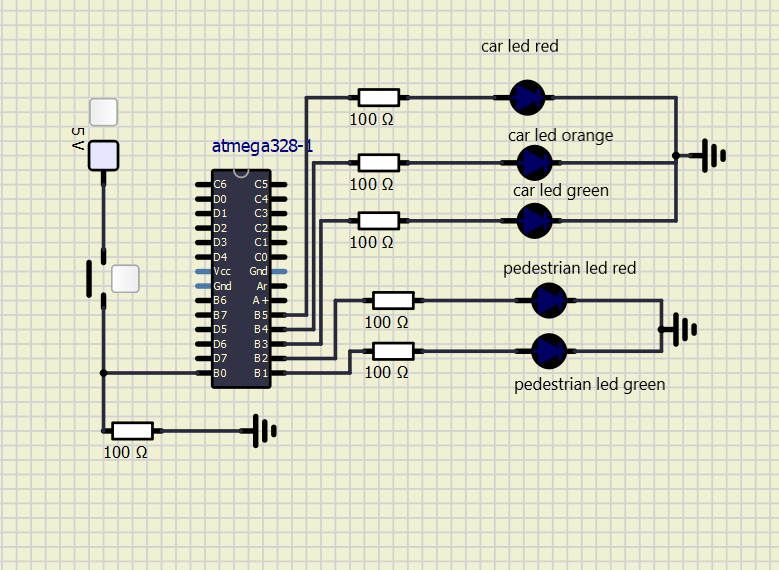 car led red
5 V
100 Ω
atmega328-1
car led orange
100 Ω
car led green
100 Ω
C6 C5
D0 C4
D1 C3
D2 C2
D3 C1
D4 C0
Vcc Gnd
Gnd Ar
B6 A+
B7 B5
D5 B4
D6 B3
D7 B2
B0 B1
pedestrian led red
100 Ω
100 Ω
pedestrian led green
100 Ω